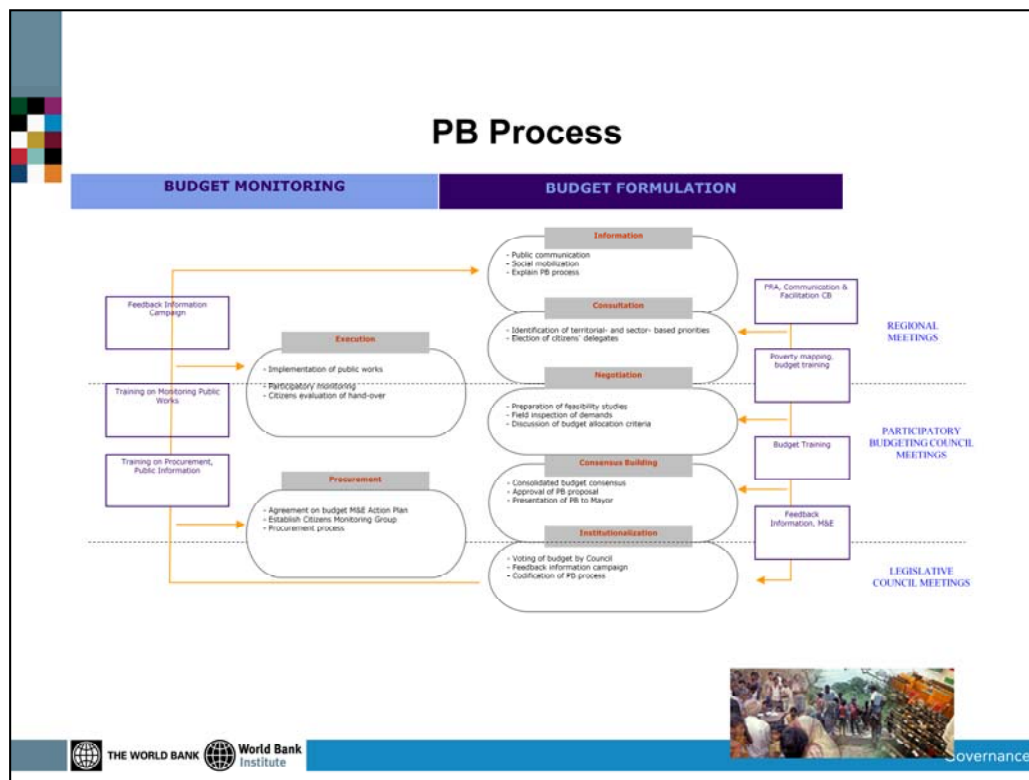 PB Process
BUDGET MONITORING
BUDGET FORMULATION
Information
- Public communication
- Social mobilization
- Explain PB process
Consultation
- Identification of territorial- and sector- based priorities
- Election of citizens' delegates
Negotiation
- Preparation of feasibility studies
- Field inspection of demands
- Discussion of budget allocation criteria
Consensus Building
- Consolidated budget consensus
- Approval of PB proposal
- Presentation of PB to Mayor
Institutionalization
- Voting of budget by Council
- Feedback information campaign
- Codification of PB process
Feedback Information
Campaign
Training on Monitoring Public
Works
Training on Procurement,
Public Information
Execution
- Implementation of public works
- Participatory monitoring
- Citizens evaluation of hand-over
Procurement
- Agreement on budget M&E Action Plan
- Establish Citizens Monitoring Group
- Procurement process
PRA, Communication &
Facilitation CB
Poverty mapping,
budget training
Budget Training
Feedback
Information, M&E
REGIONAL
MEETINGS
PARTICIPATORY
BUDGETING COUNCIL
MEETINGS
LEGISLATIVE
COUNCIL MEETINGS
THE WORLD BANK
World Bank
Institute
Governance